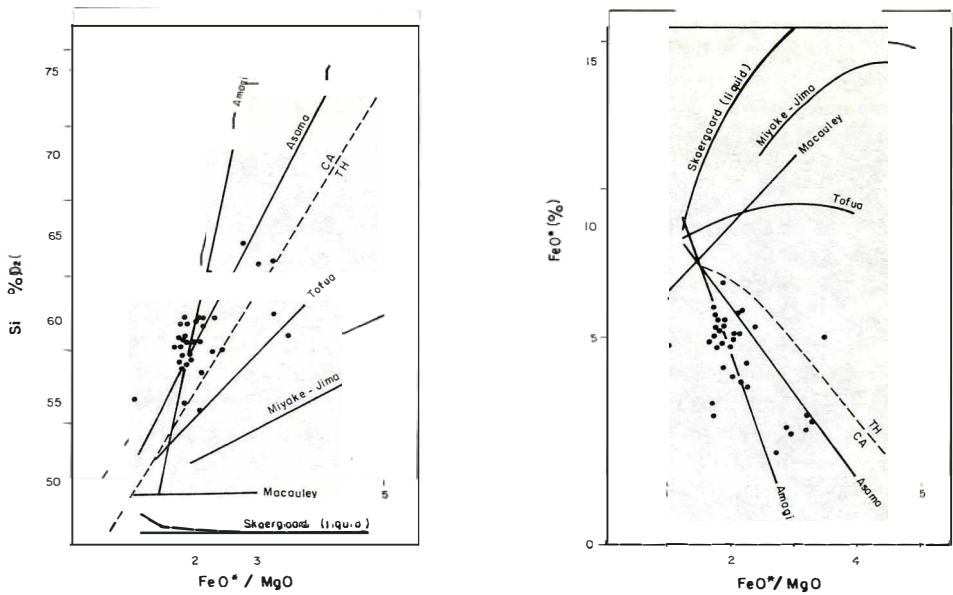 75
70
65
60
55
50
Si
%
Amagi
Asama
CA
TH
Tofua
Miyake - Jima
Macauley
Skaergaard (liquid)
5
2 3
FeO* / MgO
15
10
5
0
FeO* (%)
Skaergaard (liquid)
Miyake - Jima
Macauley
Tofua
TH
CA
Asama
Amagi
5
2 4
FeO*/ MgO